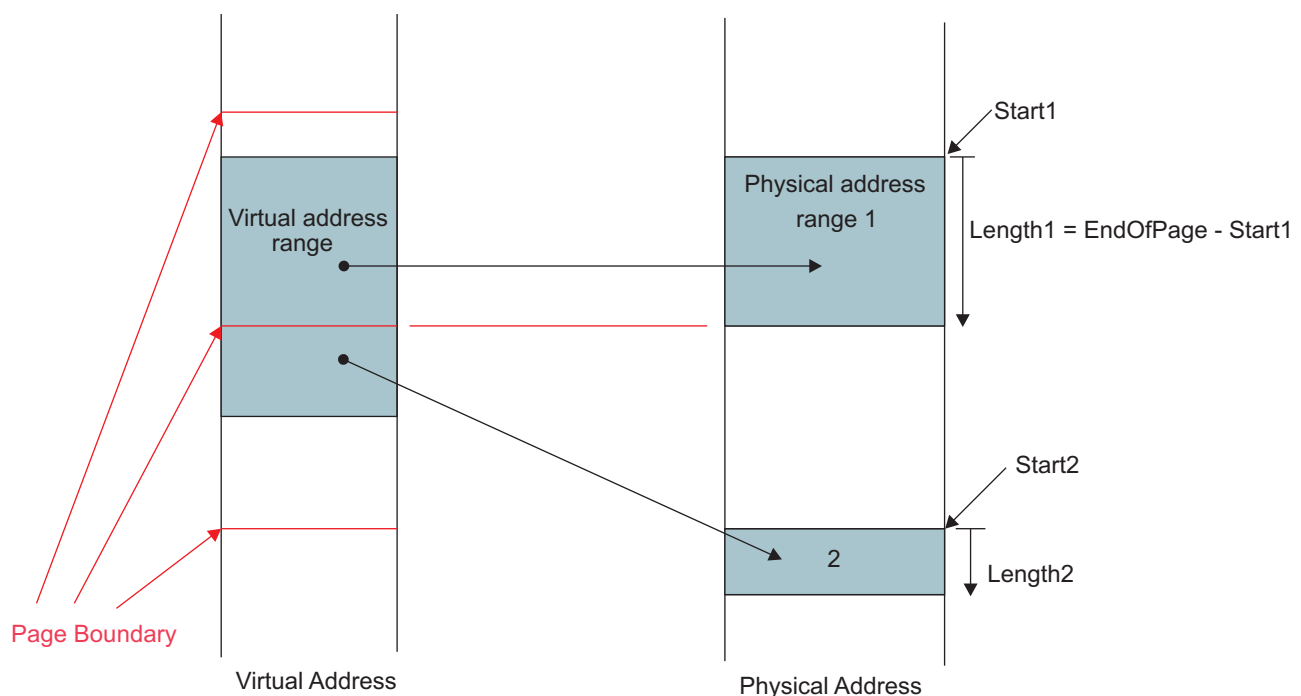 Start1
Virtual address
range
Physical address
range 1
Length1 = EndOfPage - Start1
Start2
2
Length2
Page Boundary
Virtual Address
Physical Address